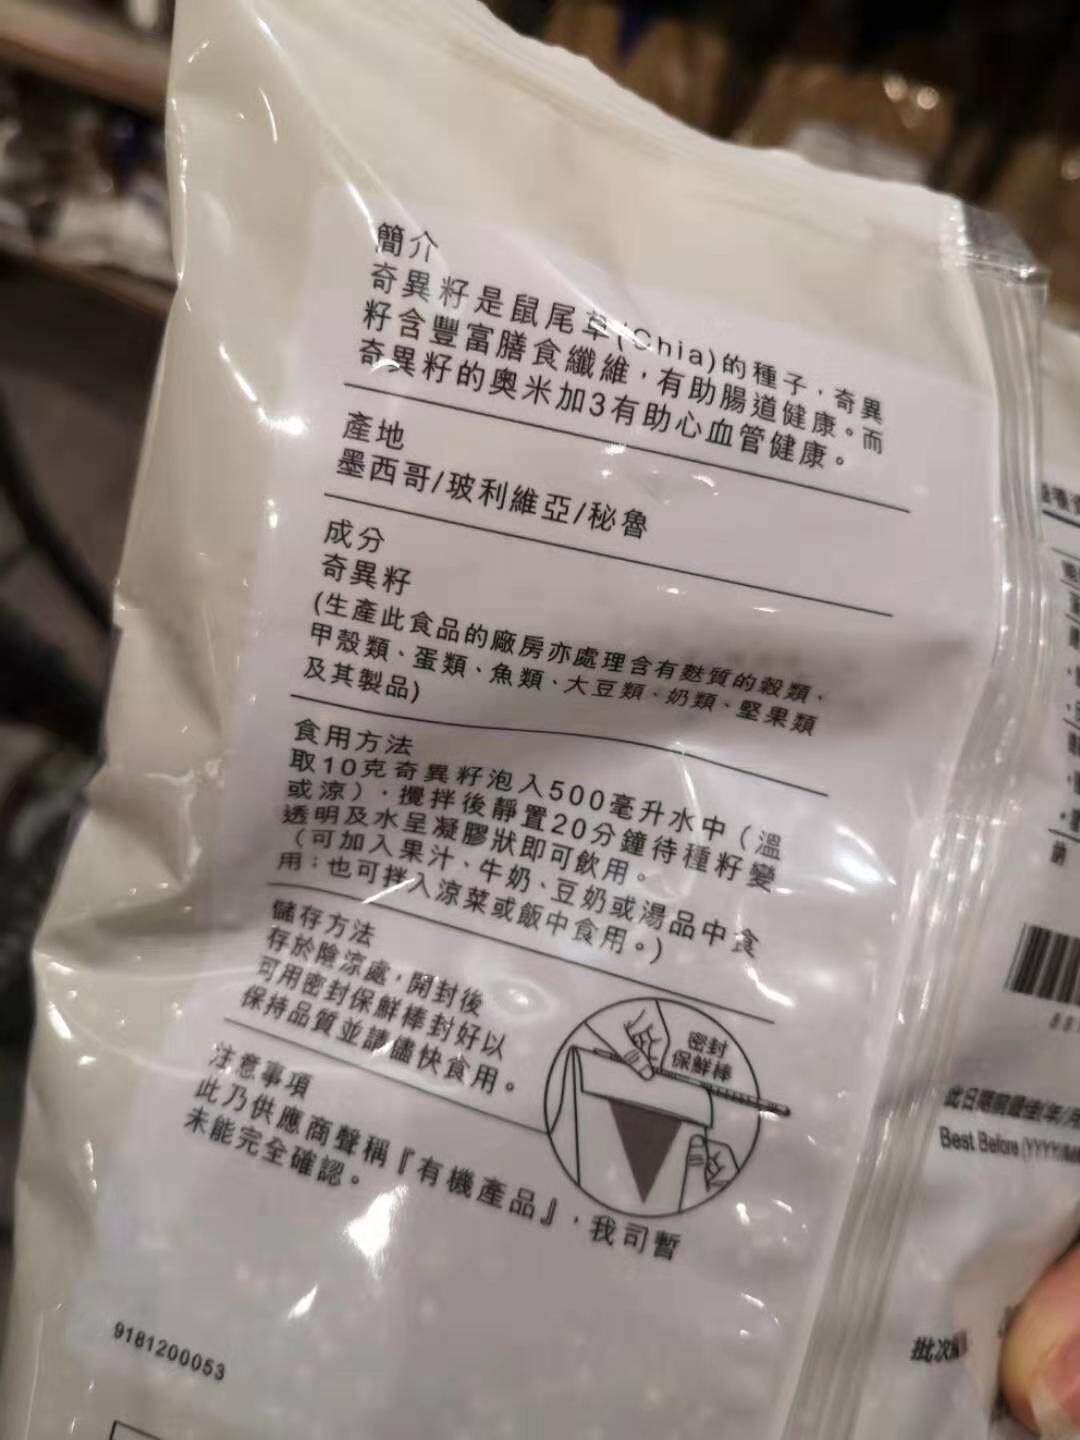 簡介
奇異籽是鼠尾草(Chia)的種子，奇異
籽含豐富膳食纖維，有助腸道健康。而
奇異籽的奧米加3有助心血管健康。
產地
墨西哥/玻利維亞/秘魯
成分
奇異籽
(生產此食品的廠房亦處理含有麩質的穀類、
甲殼類、蛋類、魚類、大豆類、奶類、堅果類
及其製品)
食用方法
取10克奇異籽泡入500毫升水中（溫
或涼），攪拌後靜置20分鐘待種籽變
透明及水呈凝膠狀即可飲用。
（可加入果汁、牛奶、豆奶或湯品中食
用；也可拌入涼菜或飯中食用。)
儲存方法
存於陰涼處，開封後
可用密封保鮮棒封好以
保持品質並請儘快食用。
密封
保鮮棒
注意事項
此乃供應商聲稱『有機產品』，我司暫
未能完全確認。
9181200053
此日期前最佳(年/月
Best Before (YYYY/MM
批次